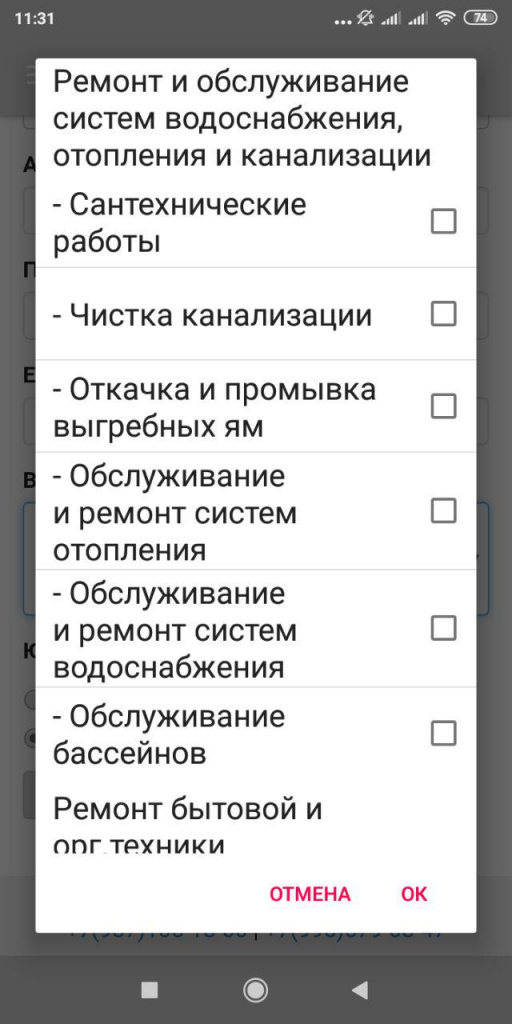 11:31
74
Ремонт и обслуживание
систем водоснабжения,
отопления и канализации
- Сантехнические
работы
- Чистка канализации
- Откачка и промывка
выгребных ям
- Обслуживание
и ремонт систем
отопления
- Обслуживание
и ремонт систем
водоснабжения
- Обслуживание
бассейнов
Ремонт бытовой и
орг.техники
ОТМЕНА ОК